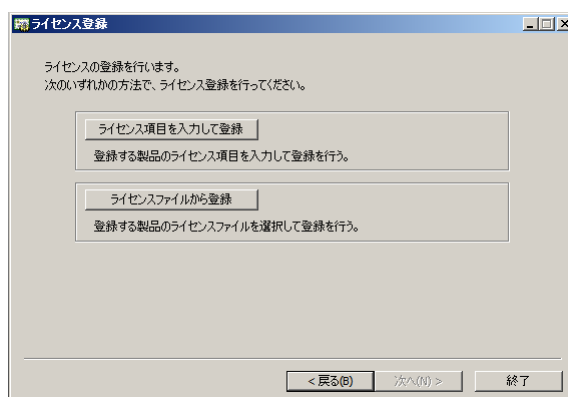 ライセンス登録
ライセンスの登録を行います。
次のいずれかの方法で、ライセンス登録を行ってください。
ライセンス項目を入力して登録
登録する製品のライセンス項目を入力して登録を行う。
ライセンスファイルから登録
登録する製品のライセンスファイルを選択して登録を行う。
< 戻る(B) 次へ(N) > 終了